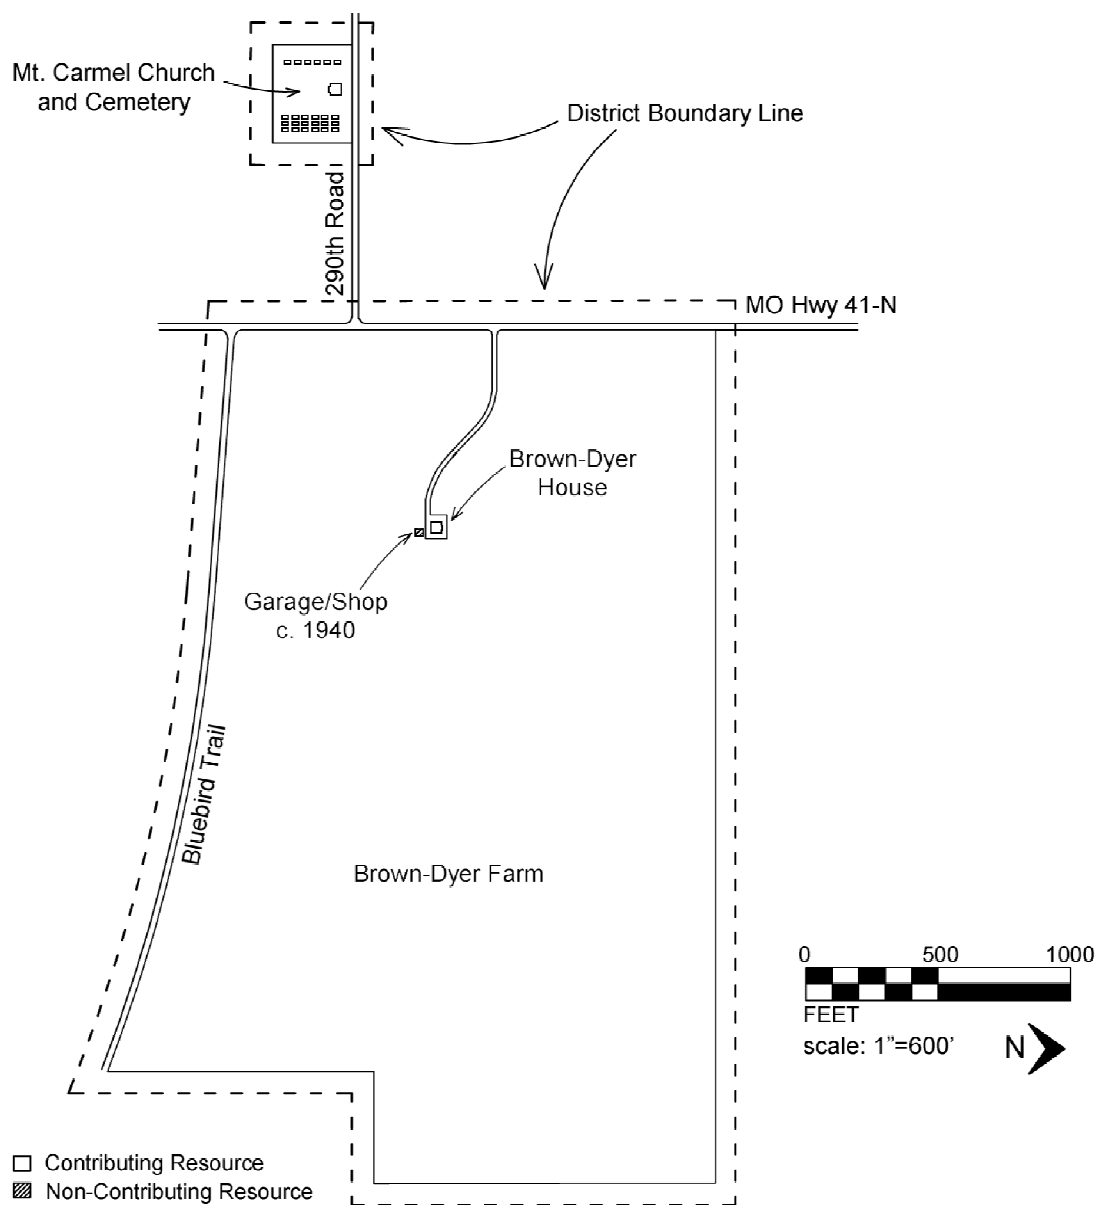 Mt. Carmel Church
and Cemetery
District Boundary Line
290th Road
MO Hwy 41-N
Brown-Dyer
House
Garage/Shop
c. 1940
Bluebird Trail
Brown-Dyer Farm
0 500 1000
FEET
scale: 1”=600’
N
Contributing Resource
Non-Contributing Resource